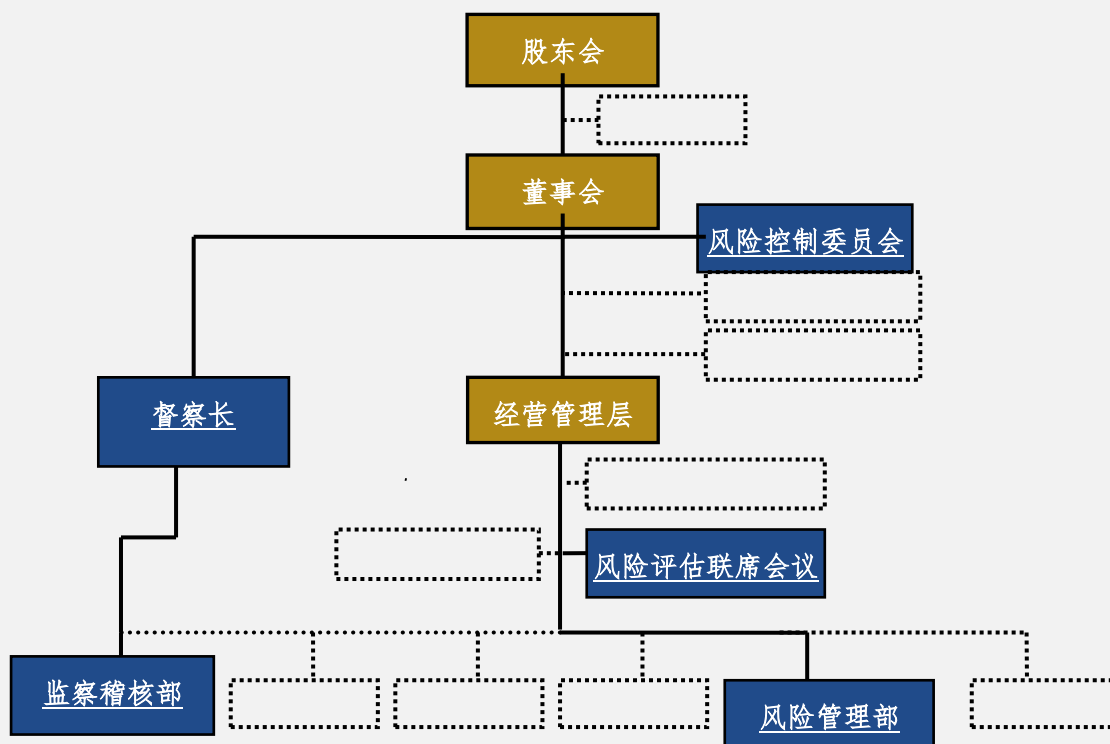 股东会
董事会
风险控制委员会
督察长
经营管理层
风险评估联席会议
监察稽核部
风险管理部